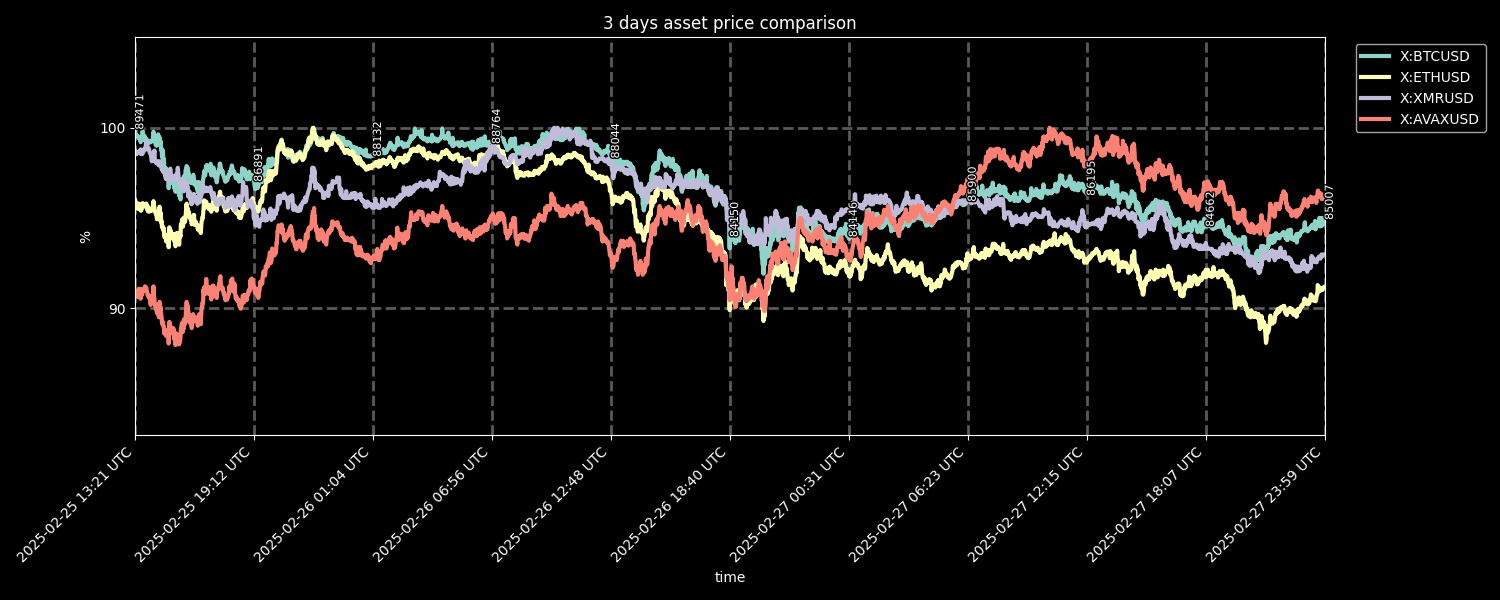 3 days asset price comparison
X:BTCUSD
X:ETHUSD
X:XMRUSD
X:AVAXUSD
100
90
%
89471
86891
88132
88764
88044
84150
84146
85900
86195
84662
85007
2025-02-25 13:21 UTC
2025-02-25 19:12 UTC
2025-02-26 01:04 UTC
2025-02-26 06:56 UTC
2025-02-26 12:48 UTC
2025-02-26 18:40 UTC
2025-02-27 00:31 UTC
2025-02-27 06:23 UTC
2025-02-27 12:15 UTC
2025-02-27 18:07 UTC
2025-02-27 23:59 UTC
time